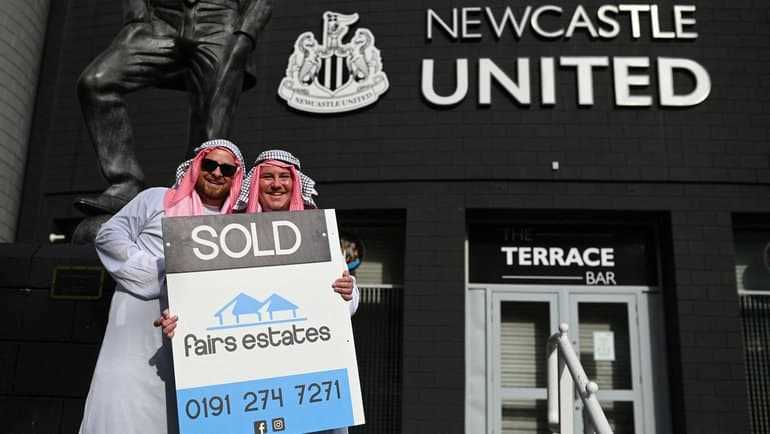 NEWCASTLE
UNITED
NEWCASTLE UNITED
THE
TERRACE
BAR
SOLD
fairs estates
0191 274 7271